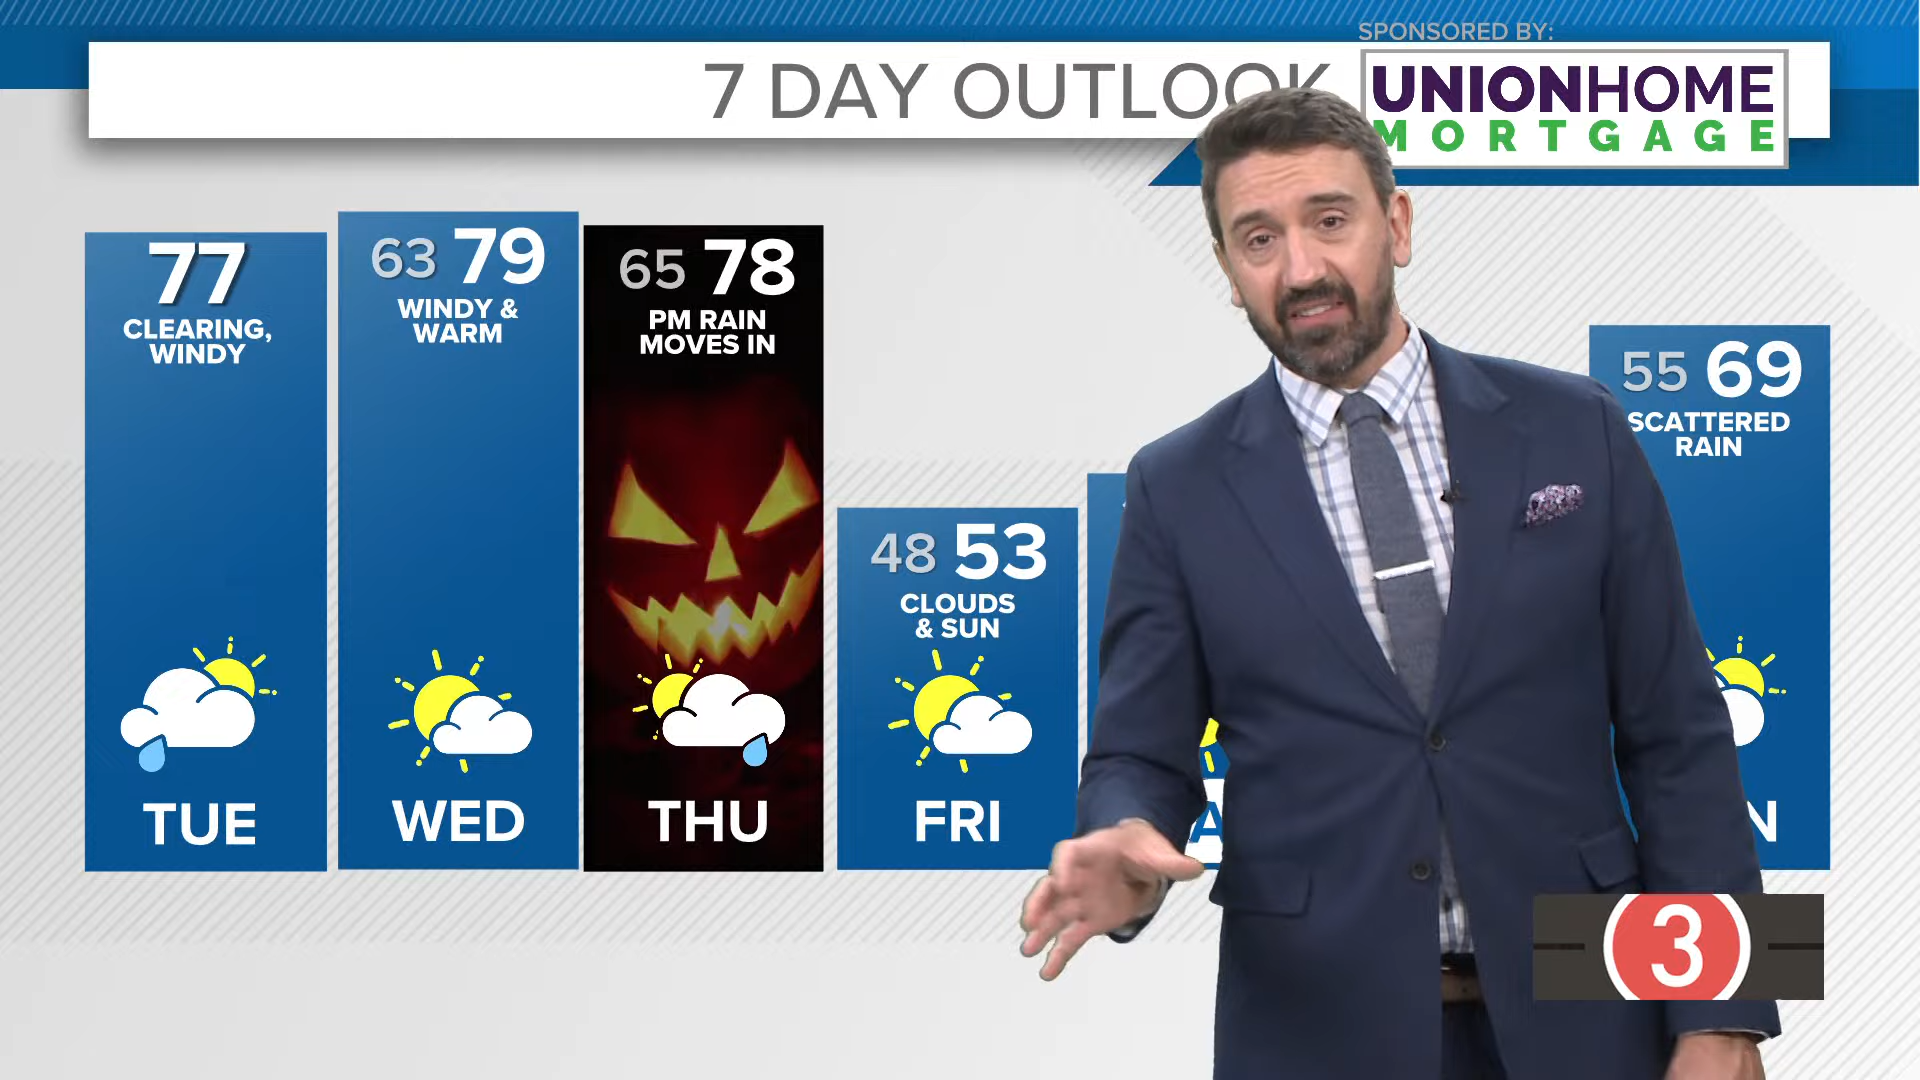 SPONSORED BY:
7 DAY OUTLOOK
UNIONHOME
MORTGAGE
77
CLEARING,
WINDY
TUE
63 79
WINDY &
WARM
WED
65 78
PM RAIN
MOVES IN
THU
48 53
CLOUDS
& SUN
FRI
55 69
SCATTERED
RAIN
3